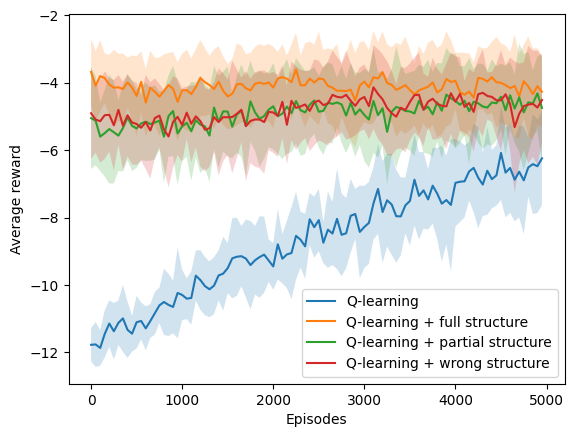 −2
−4
−6
−8
−10
−12
Average reward
0
1000
2000
3000
4000
5000
Episodes
Q-learning
Q-learning + full structure
Q-learning + partial structure
Q-learning + wrong structure